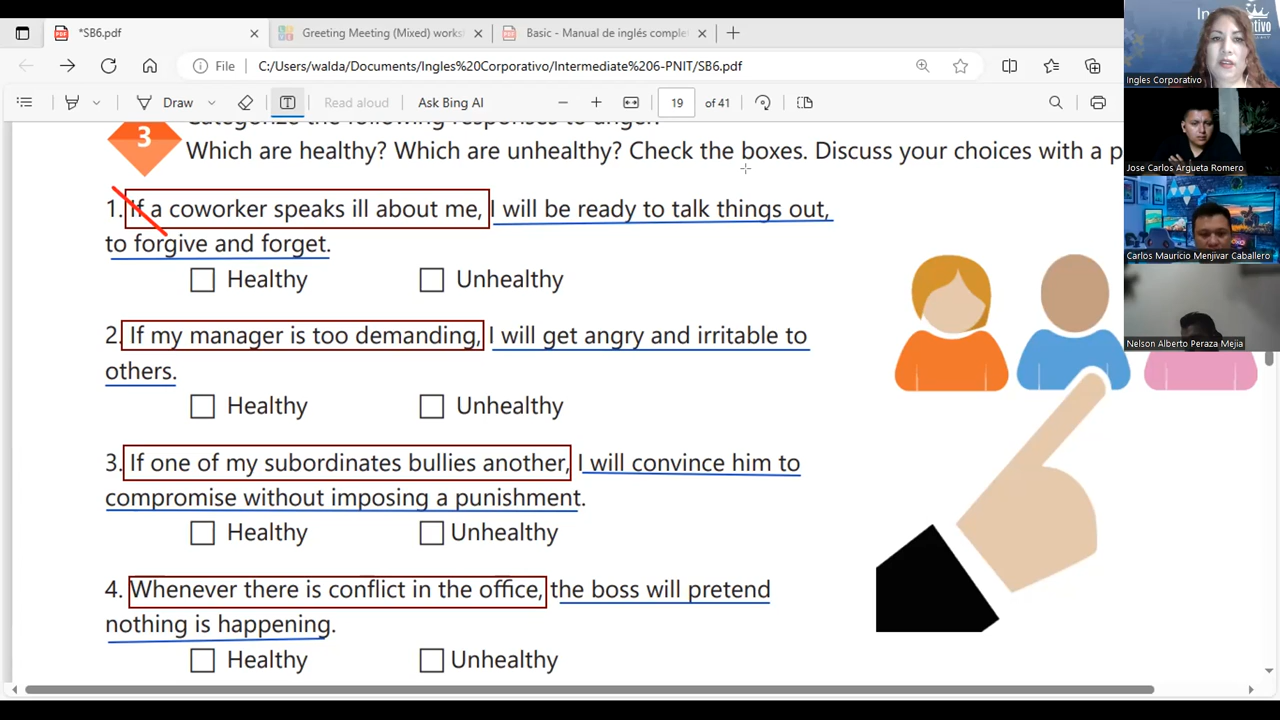 *SB6.pdf
Greeting Meeting (Mixed) works
Basic - Manual de inglés comple
File C:/Users/walda/Documents/Ingles%20Corporativo/Intermediate%206-PNIT/SB6.pdf
Draw
Read aloud
Ask Bing AI
19 of 41
Ingles Corporativo
Jose Carlos Argueta Romero
Carlos Mauricio Menjivar Caballero
Nelson Alberto Peraza Mejia
3
Categorize the following responses to anger.
Which are healthy? Which are unhealthy? Check the boxes. Discuss your choices with a p
1. If a coworker speaks ill about me, I will be ready to talk things out,
to forgive and forget.
Healthy Unhealthy
2. If my manager is too demanding, I will get angry and irritable to
others.
Healthy Unhealthy
3. If one of my subordinates bullies another, I will convince him to
compromise without imposing a punishment.
Healthy Unhealthy
4. Whenever there is conflict in the office, the boss will pretend
nothing is happening.
Healthy Unhealthy